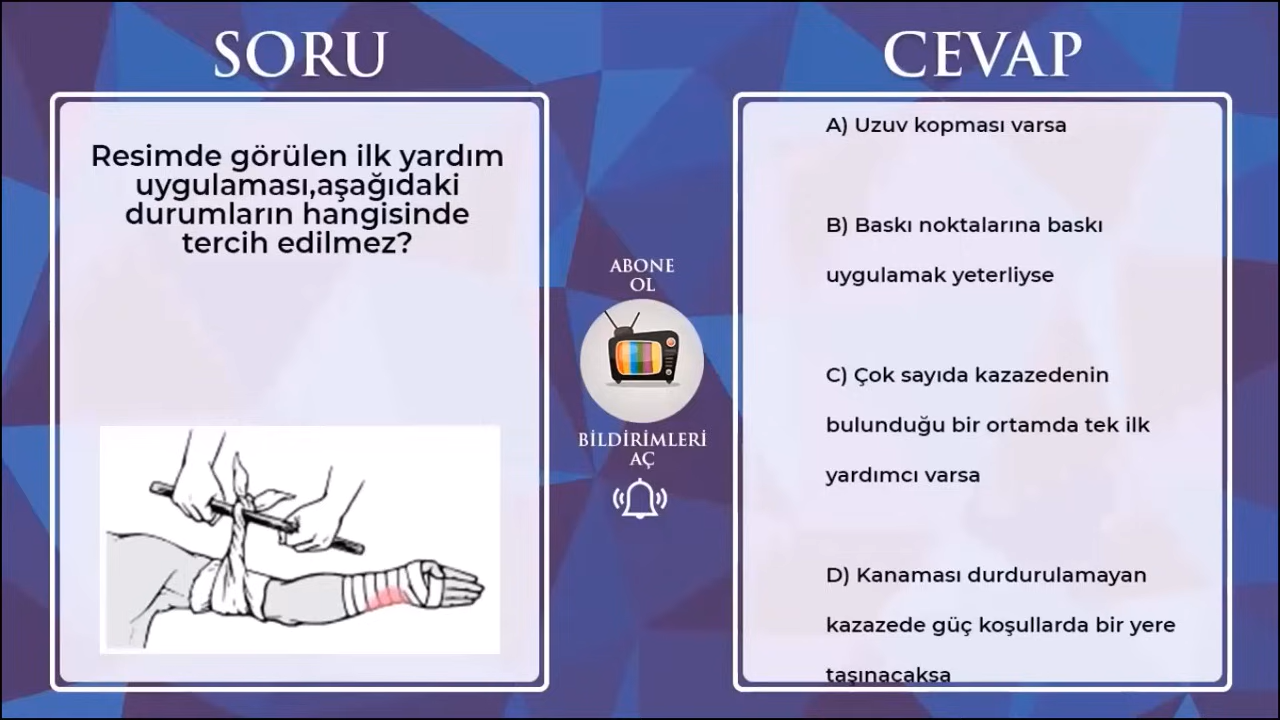 SORU
Resimde görülen ilk yardım
uygulaması,aşağıdaki
durumların hangisinde
tercih edilmez?
ABONE
OL
BİLDİRİMLERİ
AÇ
CEVAP
A) Uzuv kopması varsa
B) Baskı noktalarına baskı
uygulamak yeterliyse
C) Çok sayıda kazazedenin
bulunduğu bir ortamda tek ilk
yardımcı varsa
D) Kanaması durdurulamayan
kazazede güç koşullarda bir yere
taşınacaksa